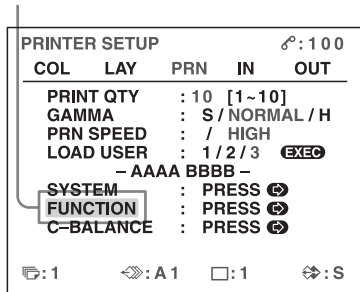 PRINTER SETUP :100
COL LAY PRN IN OUT
PRINT QTY : 10 [1~10]
GAMMA : S / NORMAL / H
PRN SPEED : / HIGH
LOAD USER : 1 / 2 / 3 EXEC
– AAAA BBBB –
SYSTEM : PRESS
FUNCTION : PRESS
C–BALANCE : PRESS
:1 :A1 :1 :S